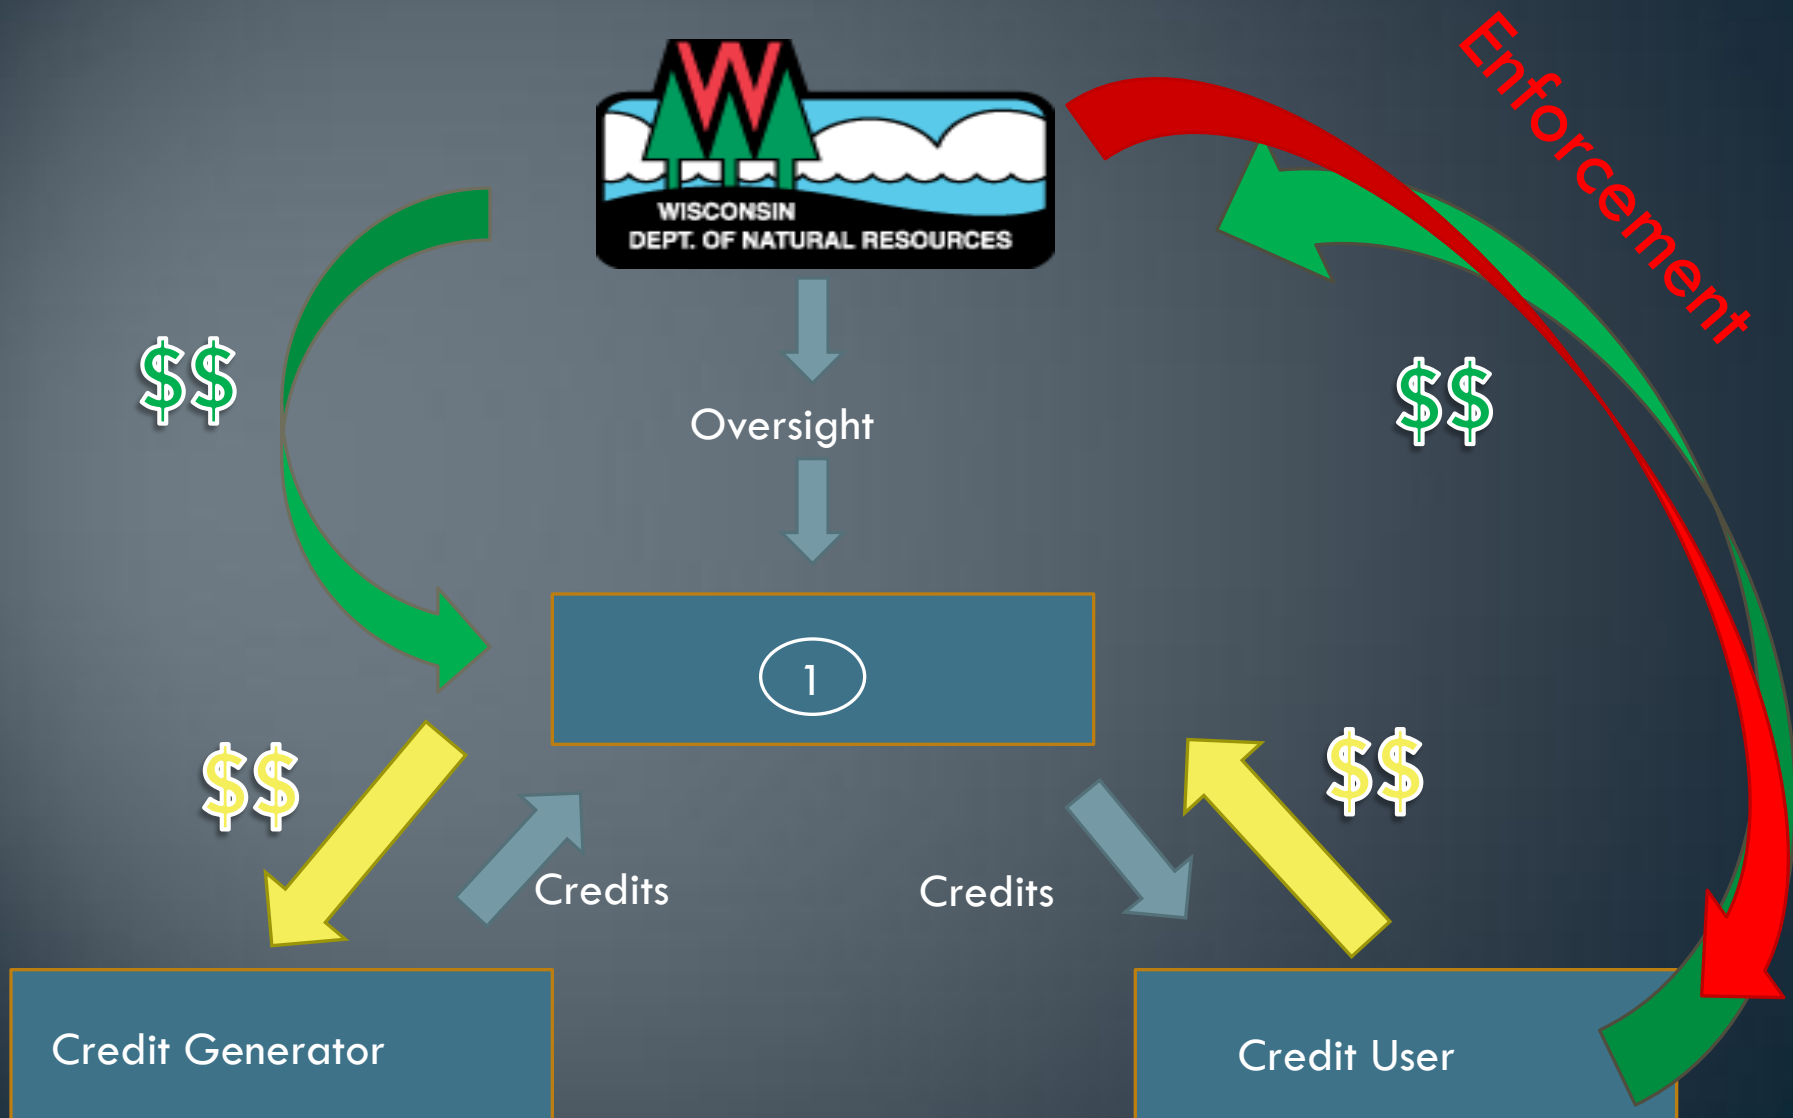 Enforcement
WISCONSIN
DEPT. OF NATURAL RESOURCES
$$
$$
Oversight
1
$$
$$
Credits
Credits
Credit Generator
Credit User